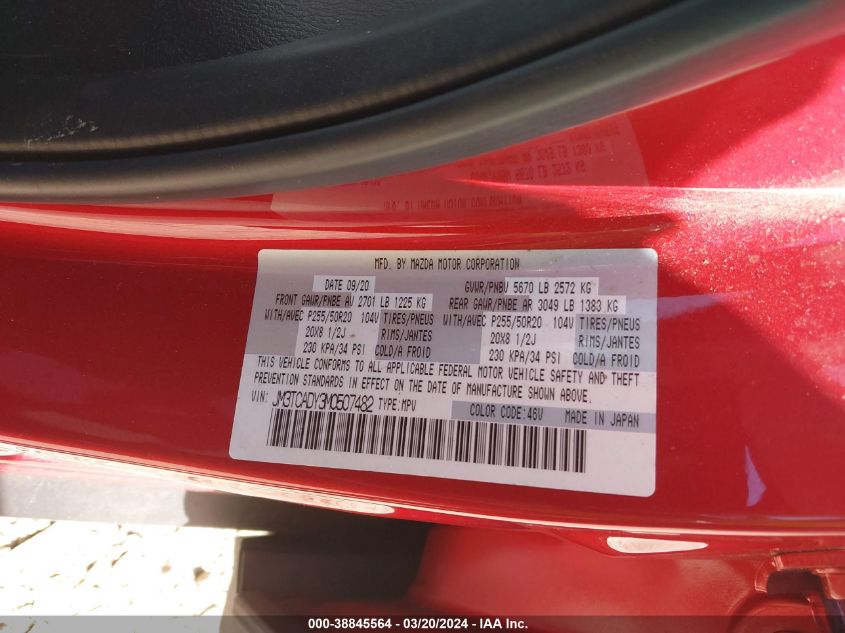 MFD. BY MAZDA MOTOR CORPORATION
DATE 09/20 GVWR/PNBV 5670 LB 2572 KG
FRONT GAWR/PNBE AV 2701 LB 1225 KG REAR GAWR/PNBE AR 3049 LB 1383 KG
WITH/AVEC P255/50R20 104V TIRES/PNEUS WITH/AVEC P255/50R20 104V TIRES/PNEUS
20X8 1/2J RIMS/JANTES 20X8 1/2J RIMS/JANTES
230 KPA/34 PSI COLD/A FROID 230 KPA/34 PSI COLD/A FROID
THIS VEHICLE CONFORMS TO ALL APPLICABLE FEDERAL MOTOR VEHICLE SAFETY AND THEFT
PREVENTION STANDARDS IN EFFECT ON THE DATE OF MANUFACTURE SHOWN ABOVE.
VIN: JM3TCADY3M0507482 TYPE:MPV COLOR CODE:46V MADE IN JAPAN
000-38845564 - 03/20/2024 - IAA Inc.